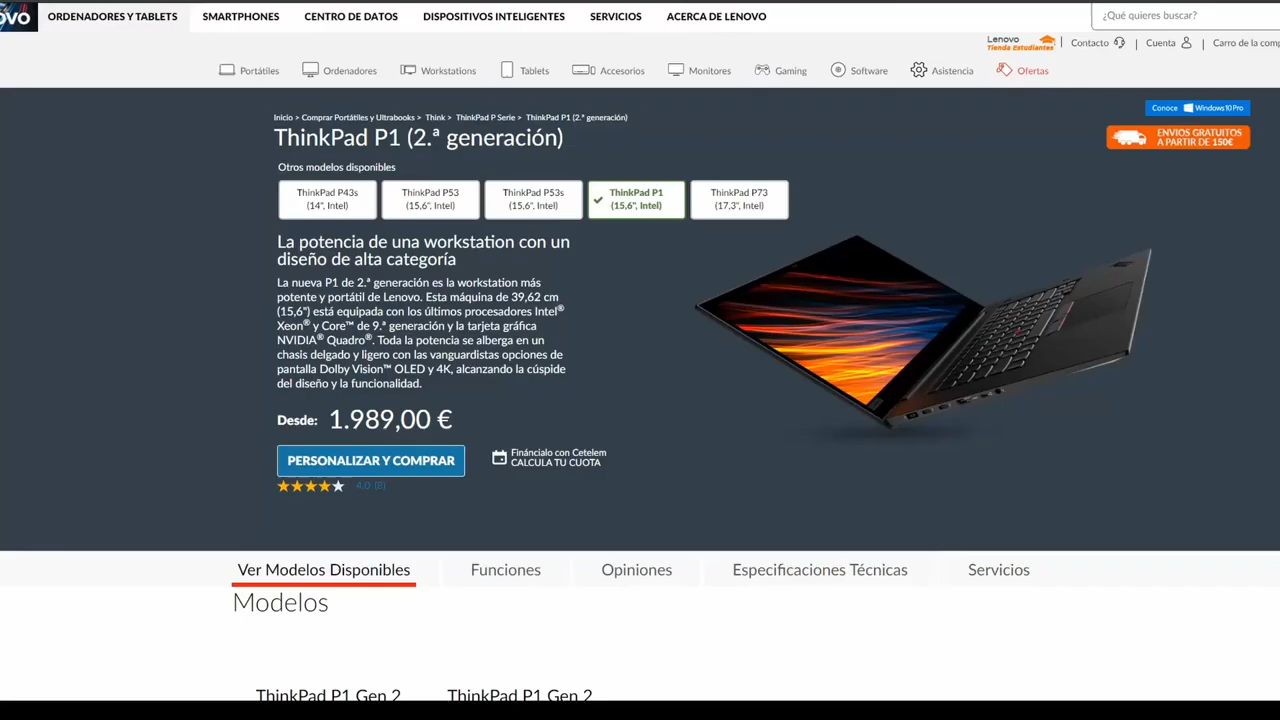 OVO
ORDENADORES Y TABLETS
SMARTPHONES
CENTRO DE DATOS
DISPOSITIVOS INTELIGENTES
SERVICIOS
ACERCA DE LENOVO
¿Qué quieres buscar?
Lenovo
Tienda Estudiantes
Contacto
Cuenta
Carro de la comp
Portátiles
Ordenadores
Workstations
Tablets
Accesorios
Monitores
Gaming
Software
Asistencia
Ofertas
Inicio > Comprar Portátiles y Ultrabooks > Think > ThinkPad P Serie > ThinkPad P1 (2.ª generación)
Conoce Windows 10 Pro
ThinkPad P1 (2.ª generación)
ENVIOS GRATUITOS
A PARTIR DE 150€
Otros modelos disponibles
ThinkPad P43s
(14", Intel)
ThinkPad P53
(15,6", Intel)
ThinkPad P53s
(15,6", Intel)
ThinkPad P1
(15,6", Intel)
ThinkPad P73
(17,3", Intel)
La potencia de una workstation con un
diseño de alta categoría
La nueva P1 de 2.ª generación es la workstation más
potente y portátil de Lenovo. Esta máquina de 39,62 cm
(15,6") está equipada con los últimos procesadores Intel®
Xeon® y Core™ de 9.ª generación y la tarjeta gráfica
NVIDIA® Quadro®. Toda la potencia se alberga en un
chasis delgado y ligero con las vanguardistas opciones de
pantalla Dolby Vision™ OLED y 4K, alcanzando la cúspide
del diseño y la funcionalidad.
Desde: 1.989,00 €
PERSONALIZAR Y COMPRAR
Fináncialo con Cetelem
CALCULA TU CUOTA
4.0 (8)
Ver Modelos Disponibles
Funciones
Opiniones
Especificaciones Técnicas
Servicios
Modelos
ThinkPad P1 Gen 2
ThinkPad P1 Gen 2